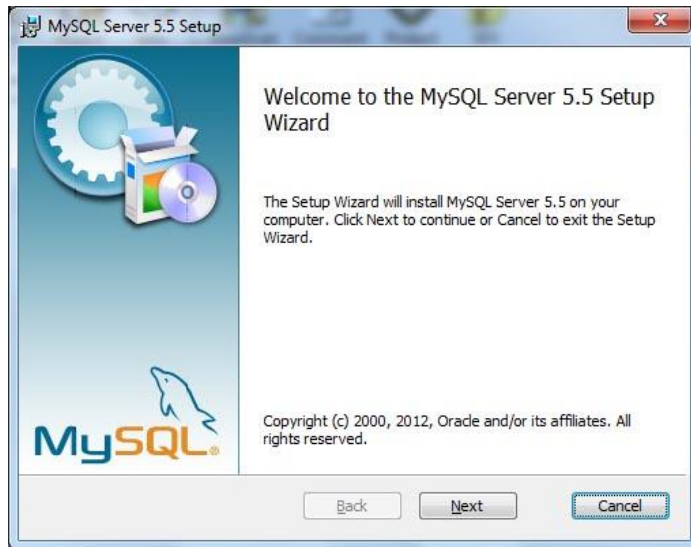 MySQL Server 5.5 Setup
Welcome to the MySQL Server 5.5 Setup
Wizard
The Setup Wizard will install MySQL Server 5.5 on your
computer. Click Next to continue or Cancel to exit the Setup
Wizard.
MySQL®
Copyright (c) 2000, 2012, Oracle and/or its affiliates. All
rights reserved.
Back Next Cancel